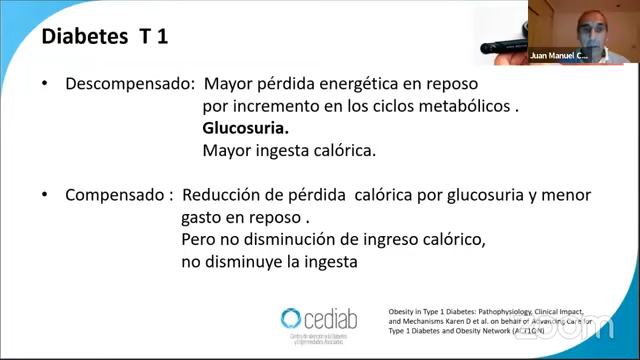 Diabetes T 1
Juan Manuel C...
• Descompensado: Mayor pérdida energética en reposo
por incremento en los ciclos metabólicos .
Glucosuria.
Mayor ingesta calórica.
• Compensado : Reducción de pérdida calórica por glucosuria y menor
gasto en reposo .
Pero no disminución de ingreso calórico,
no disminuye la ingesta
cediab
Centro de atención a la Diabetes
y Enfermedades Asociadas
Obesity in Type 1 Diabetes: Pathophysiology, Clinical Impact,
and Mechanisms Karen D et al. on behalf of Advancing Care for
Type 1 Diabetes and Obesity Network (ACT1ON)
zoom